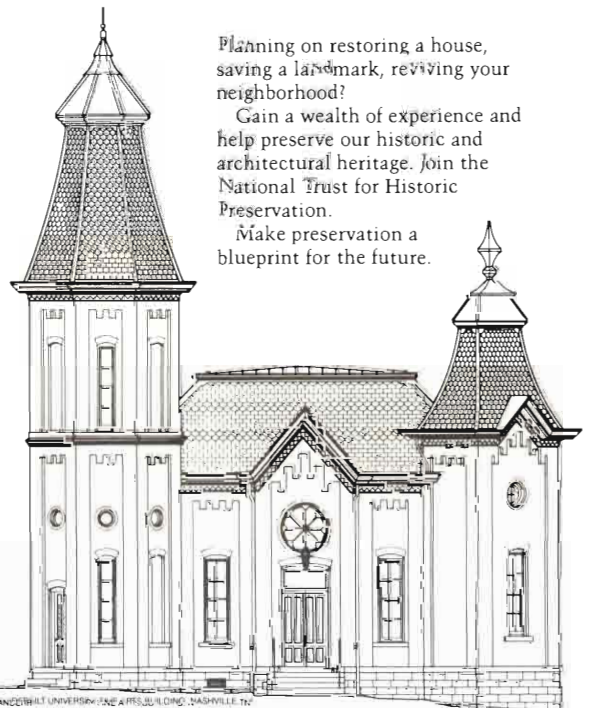 Planning on restoring a house,
saving a landmark, reviving your
neighborhood?
Gain a wealth of experience and
help preserve our historic and
architectural heritage. Join the
National Trust for Historic
Preservation.
Make preservation a
blueprint for the future.
VANDERBILT UNIVERSITY FINE ARTS BUILDING, NASHVILLE, TN